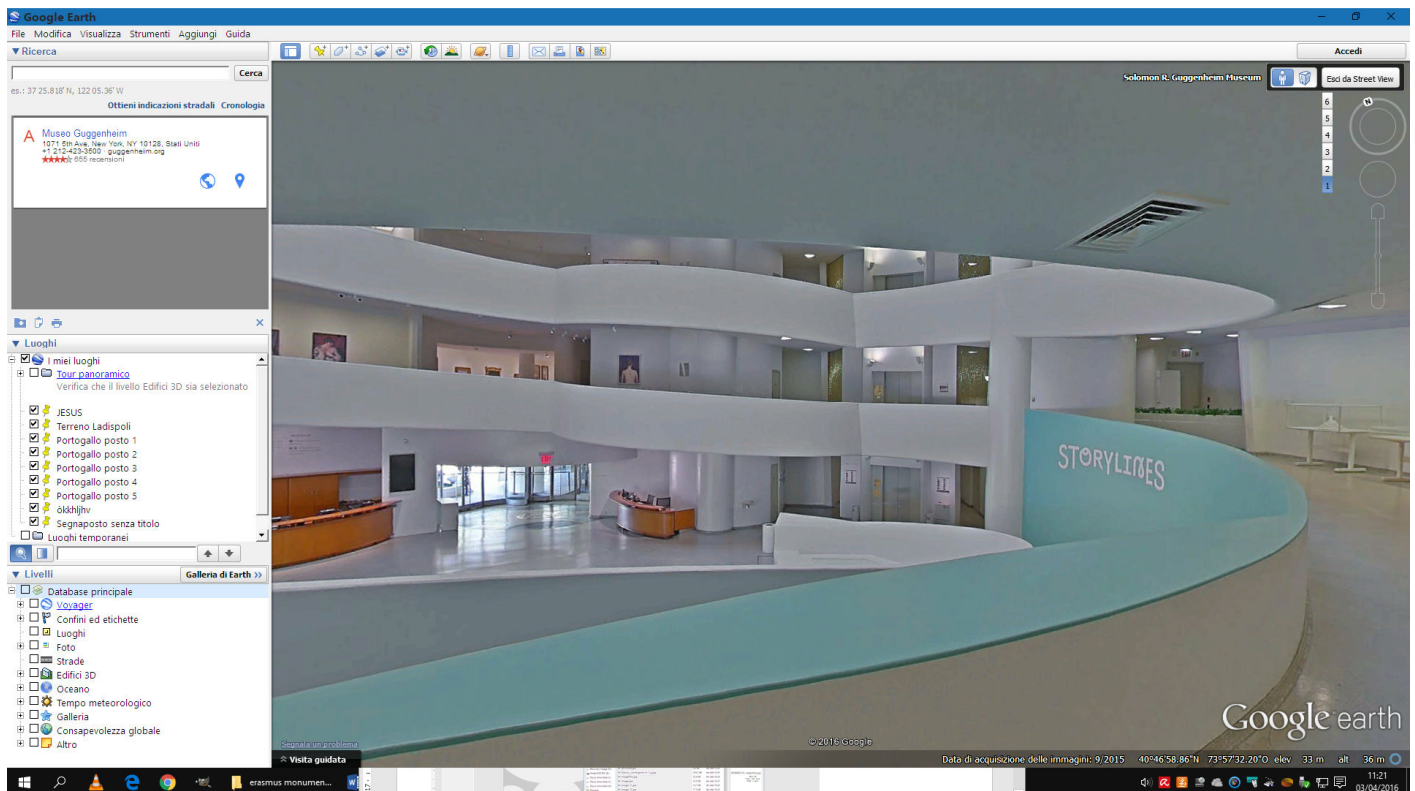 Google Earth
File Modifica Visualizza Strumenti Aggiungi Guida
Ricerca
Accedi
Cerca
es.: 37 25.818' N, 122 05.36' W
Ottieni indicazioni stradali Cronologia
A Museo Guggenheim
1071 5th Ave, New York, NY 10128, Stati Uniti
+1 212-423-3500 · guggenheim.org
655 recensioni
Luoghi
I miei luoghi
Tour panoramico
Verifica che il livello Edifici 3D sia selezionato
JESUS
Terreno Ladispoli
Portogallo posto 1
Portogallo posto 2
Portogallo posto 3
Portogallo posto 4
Portogallo posto 5
òkkhljhv
Segnaposto senza titolo
Luoghi temporanei
Livelli
Galleria di Earth >>
Database principale
Voyager
Confini ed etichette
Luoghi
Foto
Strade
Edifici 3D
Oceano
Tempo meteorologico
Galleria
Consapevolezza globale
Altro
Solomon R. Guggenheim Museum
Esci da Street View
N
6
5
4
3
2
1
STORYLINES
EXIT
Google earth
Segnala un problema
© 2016 Google
Visita guidata
Data di acquisizione delle immagini: 9/2015 40°46'58.86"N 73°57'32.20"O elev 33 m alt 36 m
erasmus monumen...
11:21
03/04/2016